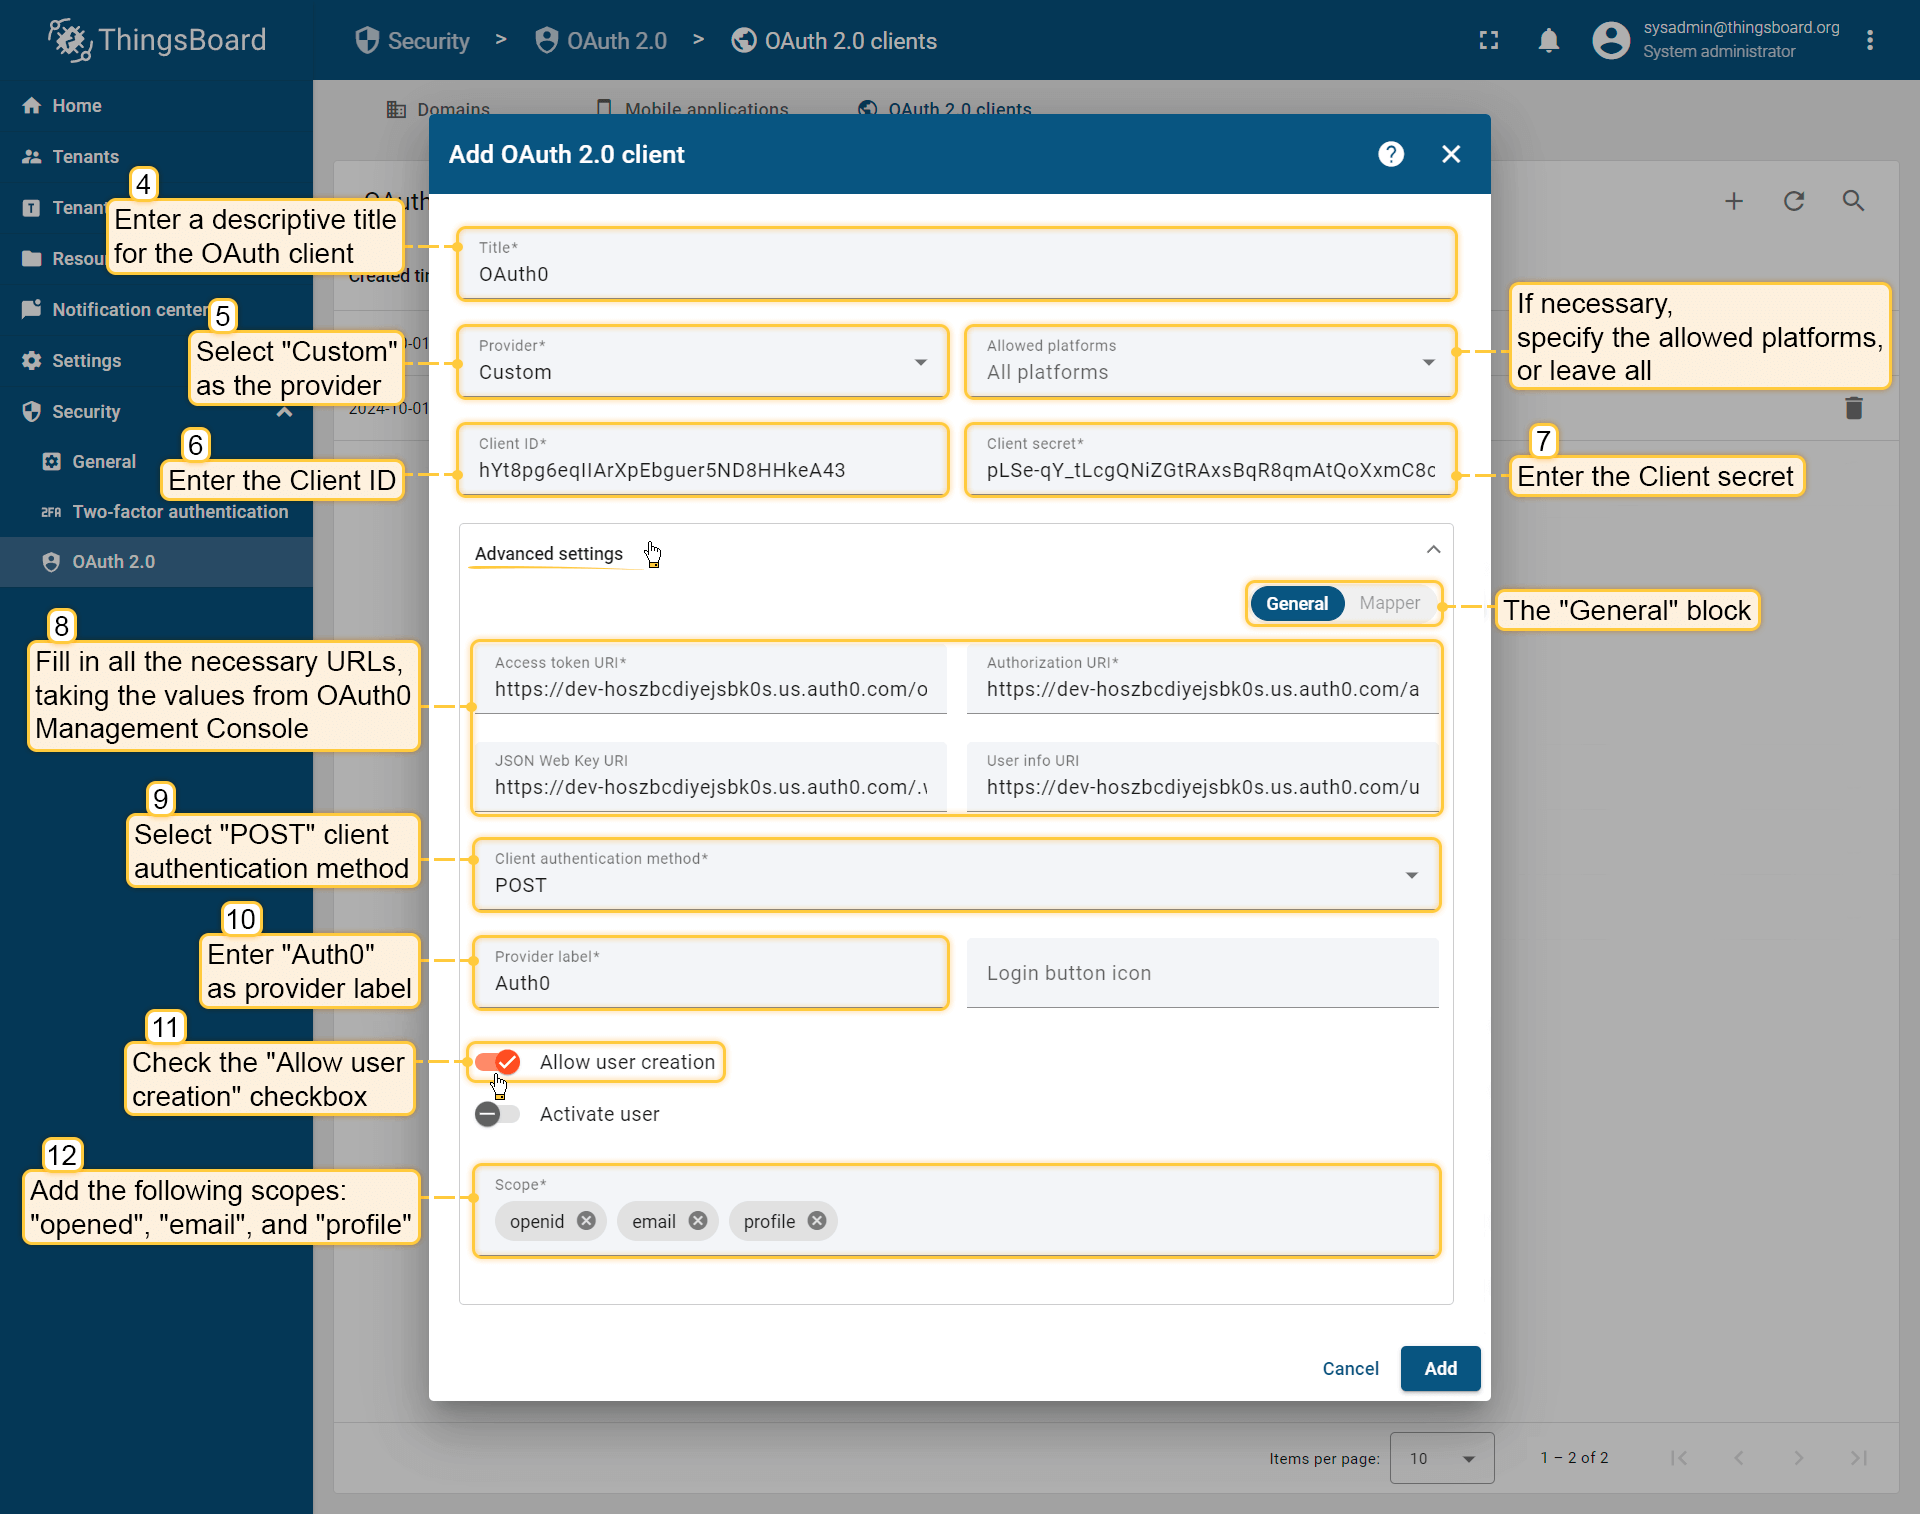 ThingsBoard
Security > OAuth 2.0 > OAuth 2.0 clients
sysadmin@thingsboard.org
System administrator
Home
Tenants
Tenant
Resou
Notification center
Settings
Security
General
2FA Two-factor authentication
OAuth 2.0
Domains
Mobile applications
OAuth 2.0 clients
OAuth
Created tim
2024-10-01
Add OAuth 2.0 client
4
Enter a descriptive title
for the OAuth client
Title*
OAuth0
5
Select "Custom"
as the provider
Provider*
Custom
Allowed platforms
All platforms
If necessary,
specify the allowed platforms,
or leave all
6
Enter the Client ID
Client ID*
hYt8pg6eqIIArXpEbguer5ND8HHkeA43
Client secret*
pLSe-qY_tLcgQNiZGtRAxsBqR8qmAtQoXxmC8c
7
Enter the Client secret
Advanced settings
General
Mapper
The "General" block
8
Fill in all the necessary URLs,
taking the values from OAuth0
Management Console
Access token URI*
https://dev-hoszbcdiyejsbk0s.us.auth0.com/o
Authorization URI*
https://dev-hoszbcdiyejsbk0s.us.auth0.com/a
JSON Web Key URI
https://dev-hoszbcdiyejsbk0s.us.auth0.com/.w
User info URI
https://dev-hoszbcdiyejsbk0s.us.auth0.com/u
9
Select "POST" client
authentication method
Client authentication method*
POST
10
Enter "Auth0"
as provider label
Provider label*
Auth0
Login button icon
11
Check the "Allow user
creation" checkbox
Allow user creation
Activate user
12
Add the following scopes:
"opened", "email", and "profile"
Scope*
openid
email
profile
Cancel
Add
Items per page:
10
1 – 2 of 2